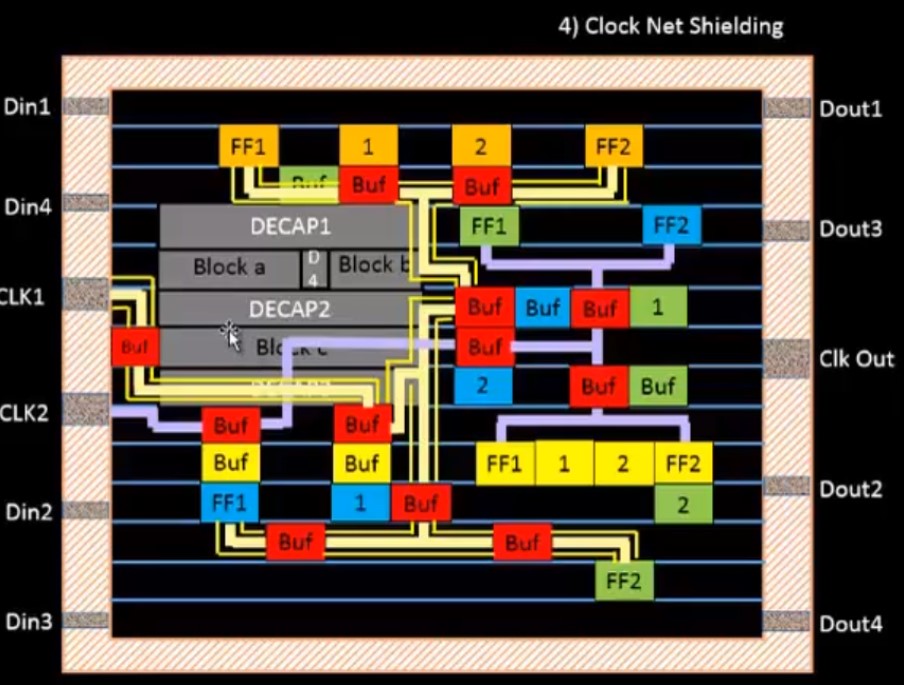 4) Clock Net Shielding
Din1
Dout1
FF1 1 2 FF2
Buf Buf Buf
Din4
DECAP1 FF1 FF2
Dout3
Block a D4 Block b
CLK1
DECAP2 Buf Buf Buf 1
Buf Block c Buf
Clk Out
2 Buf Buf
CLK2
Buf Buf
Buf Buf FF1 1 2 FF2
Dout2
Din2
FF1 1 Buf 2
Buf Buf
FF2
Din3
Dout4